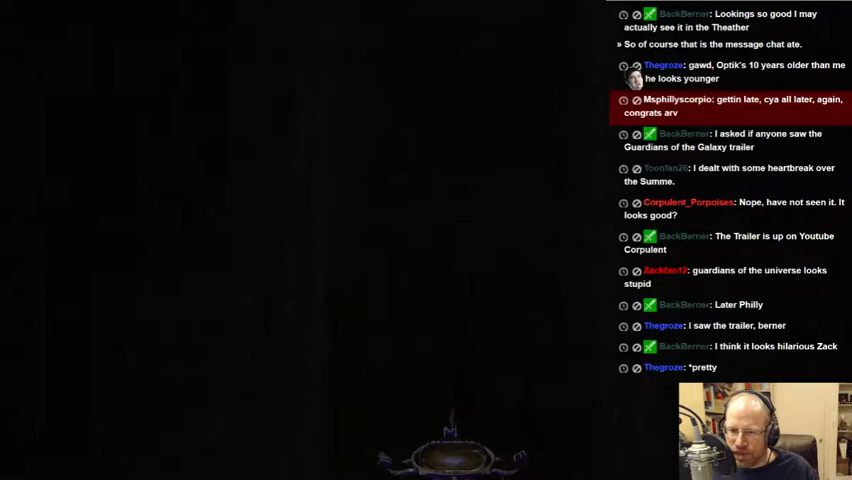 BackBerner: Lookings so good I may
actually see it in the Theather
» So of course that is the message chat ate.
Thegroze: gawd, Optik's 10 years older than me
he looks younger
Msphillyscorpio: gettin late, cya all later, again,
congrats arv
BackBerner: I asked if anyone saw the
Guardians of the Galaxy trailer
Toonfan26: I dealt with some heartbreak over
the Summe.
Corpulent_Porpoises: Nope, have not seen it. It
looks good?
BackBerner: The Trailer is up on Youtube
Corpulent
Zackfan12: guardians of the universe looks
stupid
BackBerner: Later Philly
Thegroze: I saw the trailer, berner
BackBerner: I think it looks hilarious Zack
Thegroze: *pretty
N
E